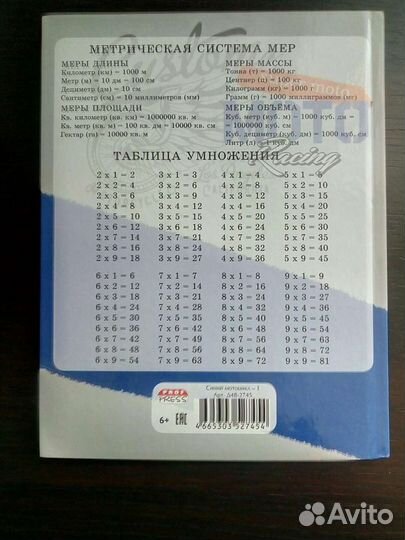 МЕТРИЧЕСКАЯ СИСТЕМА МЕР
МЕРЫ ДЛИНЫ
Километр (км) = 1000 м
Метр (м) = 10 дм = 100 см
Дециметр (дм) = 10 см
Сантиметр (см) = 10 миллиметров (мм)
МЕРЫ ПЛОЩАДИ
Кв. километр (кв. км) = 1000000 кв. м
Кв. метр (кв. м) = 100 кв. дм = 10000 кв. см
Гектар (га) = 10000 кв. м
МЕРЫ МАССЫ
Тонна (т) = 1000 кг
Центнер (ц) = 100 кг
Килограмм (кг) = 1000 г
Грамм (г) = 1000 миллиграммов (мг)
МЕРЫ ОБЪЁМА
Куб. метр (куб. м) = 1000 куб. дм =
= 1000000 куб. см
Куб. дециметр (куб. дм) = 1000 куб. см
Литр (л) = 1 куб. дм
moto
Racing
ТАБЛИЦА УМНОЖЕНИЯ
2 x 1 = 2 3 x 1 = 3 4 x 1 = 4 5 x 1 = 5
2 x 2 = 4 3 x 2 = 6 4 x 2 = 8 5 x 2 = 10
2 x 3 = 6 3 x 3 = 9 4 x 3 = 12 5 x 3 = 15
2 x 4 = 8 3 x 4 = 12 4 x 4 = 16 5 x 4 = 20
2 x 5 = 10 3 x 5 = 15 4 x 5 = 20 5 x 5 = 25
2 x 6 = 12 3 x 6 = 18 4 x 6 = 24 5 x 6 = 30
2 x 7 = 14 3 x 7 = 21 4 x 7 = 28 5 x 7 = 35
2 x 8 = 16 3 x 8 = 24 4 x 8 = 32 5 x 8 = 40
2 x 9 = 18 3 x 9 = 27 4 x 9 = 36 5 x 9 = 45
6 x 1 = 6 7 x 1 = 7 8 x 1 = 8 9 x 1 = 9
6 x 2 = 12 7 x 2 = 14 8 x 2 = 16 9 x 2 = 18
6 x 3 = 18 7 x 3 = 21 8 x 3 = 24 9 x 3 = 27
6 x 4 = 24 7 x 4 = 28 8 x 4 = 32 9 x 4 = 36
6 x 5 = 30 7 x 5 = 35 8 x 5 = 40 9 x 5 = 45
6 x 6 = 36 7 x 6 = 42 8 x 6 = 48 9 x 6 = 54
6 x 7 = 42 7 x 7 = 49 8 x 7 = 56 9 x 7 = 63
6 x 8 = 48 7 x 8 = 56 8 x 8 = 64 9 x 8 = 72
6 x 9 = 54 7 x 9 = 63 8 x 9 = 72 9 x 9 = 81
Синий мотоцикл - 1
Арт. Д48-2745
PROF
PRESS
6+ EAC
4 665303 527454
Avito